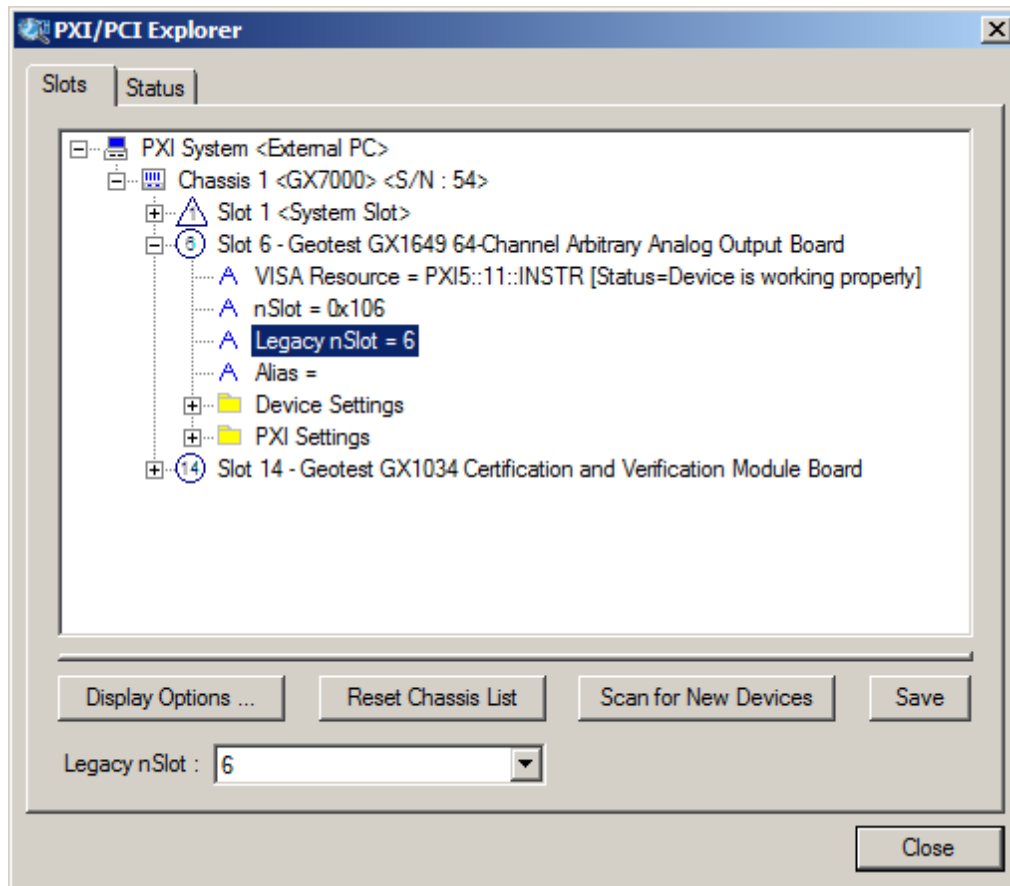 PXI/PCI Explorer
Slots Status
PXI System <External PC>
Chassis 1 <GX7000> <S/N : 54>
1 Slot 1 <System Slot>
6 Slot 6 - Geotest GX1649 64-Channel Arbitrary Analog Output Board
A VISA Resource = PXI5::11::INSTR [Status=Device is working properly]
A nSlot = 0x106
A Legacy nSlot = 6
A Alias =
Device Settings
PXI Settings
14 Slot 14 - Geotest GX1034 Certification and Verification Module Board
Display Options ... Reset Chassis List Scan for New Devices Save
Legacy nSlot : 6
Close